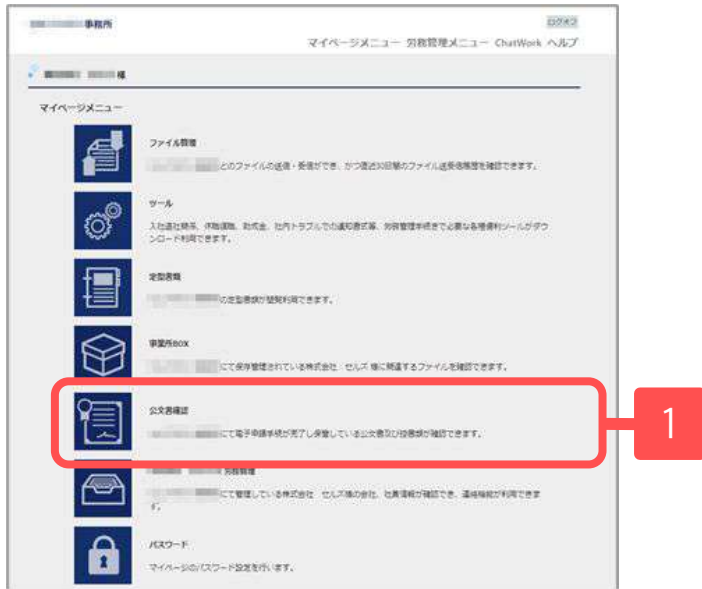 事務所
ログオフ
マイページメニュー 労務管理メニュー ChatWork ヘルプ
様
マイページメニュー
ファイル管理
とのファイルの送信・受信ができ、かつ直近30日間のファイル送受信履歴を確認できます。
ツール
入社退社関係、休職復職、助成金、社内トラブルでの通知書式等、労務管理手続きで必要な各種便利ツールがダウ
ンロード利用できます。
定型書類
の定型書類が閲覧利用できます。
事業所BOX
にて保存管理されている株式会社 セルズ 様に関連するファイルを確認できます。
公文書確認
にて電子申請手続が完了し保管している公文書及び控書類が確認できます。
1
労務管理
にて管理している株式会社 セルズ様の会社、社員情報が確認でき、連絡機能が利用できま
す。
パスワード
マイページのパスワード設定を行います。